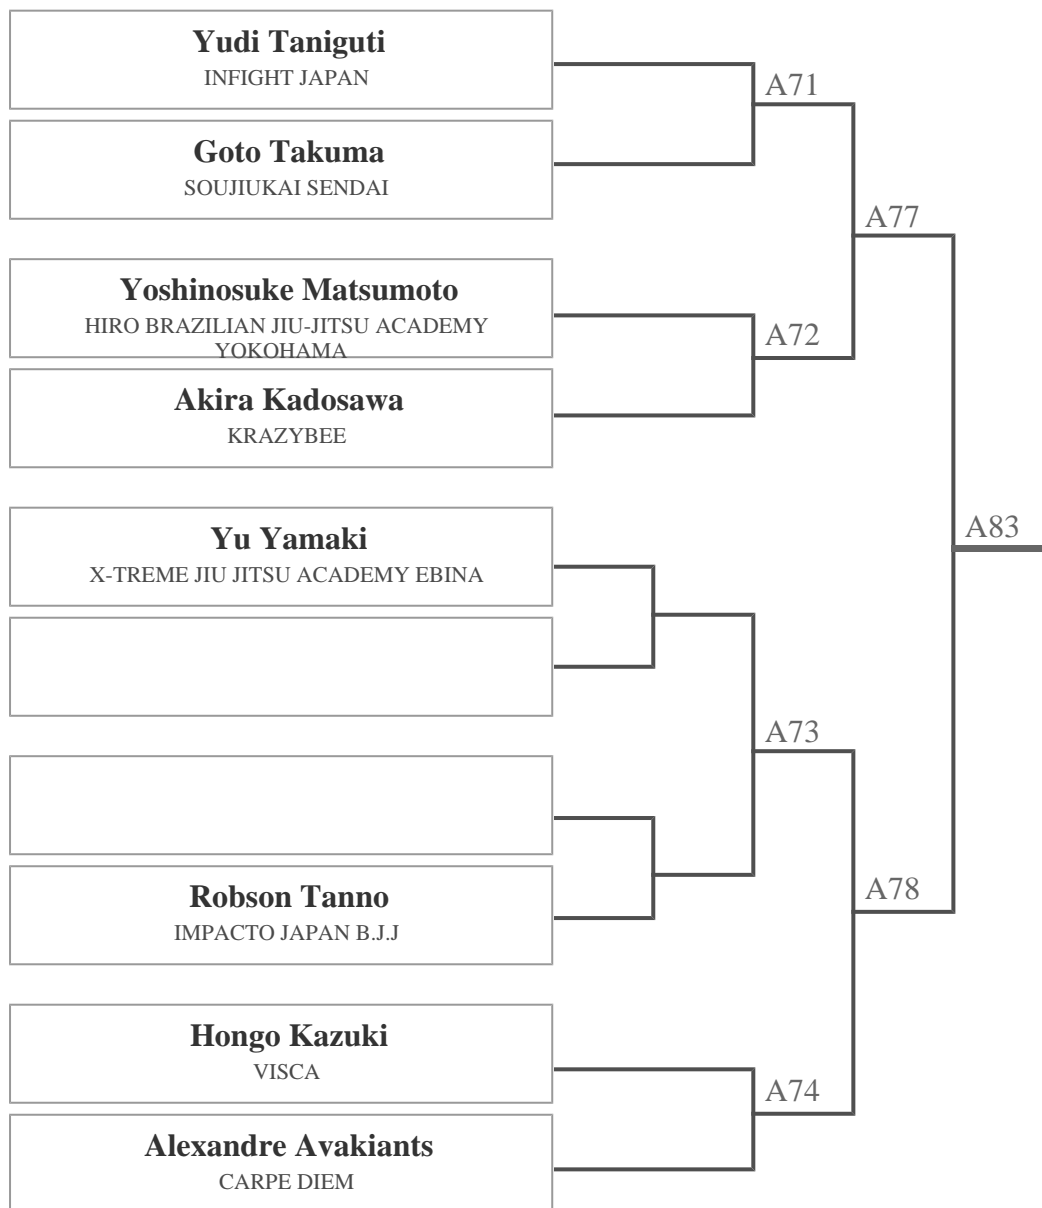 Yudi Taniguti
INFIGHT JAPAN
A71
Goto Takuma
SOUJIUKAI SENDAI
A77
Yoshinosuke Matsumoto
HIRO BRAZILIAN JIU-JITSU ACADEMY
YOKOHAMA
A72
Akira Kadosawa
KRAZYBEE
Yu Yamaki
X-TREME JIU JITSU ACADEMY EBINA
A83
A73
Robson Tanno
IMPACTO JAPAN B.J.J
A78
Hongo Kazuki
VISCA
A74
Alexandre Avakiants
CARPE DIEM